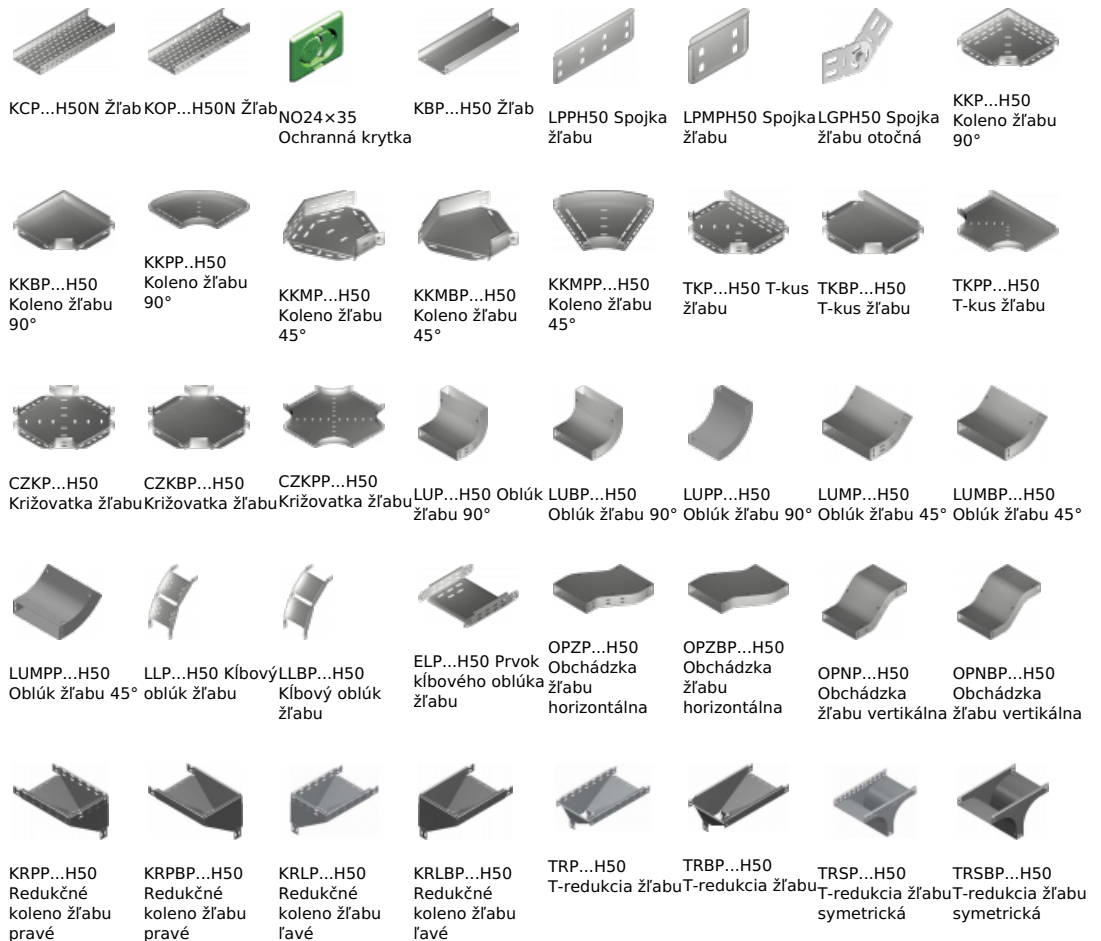 KCP...H50N Žľab
KOP...H50N Žľab
NO24×35
Ochranná krytka
KBP...H50 Žľab
LPPH50 Spojka
žľabu
LPMPH50 Spojka
žľabu
LGPH50 Spojka
žľabu otočná
KKP...H50
Koleno žľabu
90°
KKBP...H50
Koleno žľabu
90°
KKPP..H50
Koleno žľabu
90°
KKMP...H50
Koleno žľabu
45°
KKMBP...H50
Koleno žľabu
45°
KKMPP...H50
Koleno žľabu
45°
TKP...H50 T-kus
žľabu
TKBP...H50
T-kus žľabu
TKPP...H50
T-kus žľabu
CZKP...H50
Križovatka žľabu
CZKBP...H50
Križovatka žľabu
CZKPP...H50
Križovatka žľabu
LUP...H50 Oblúk
žľabu 90°
LUBP...H50
Oblúk žľabu 90°
LUPP...H50
Oblúk žľabu 90°
LUMP...H50
Oblúk žľabu 45°
LUMBP...H50
Oblúk žľabu 45°
LUMPP...H50
Oblúk žľabu 45°
LLP...H50 Kĺbový
oblúk žľabu
LLBP...H50
Kĺbový oblúk
žľabu
ELP...H50 Prvok
kĺbového oblúka
žľabu
OPZP...H50
Obchádzka
žľabu
horizontálna
OPZBP...H50
Obchádzka
žľabu
horizontálna
OPNP...H50
Obchádzka
žľabu vertikálna
OPNBP...H50
Obchádzka
žľabu vertikálna
KRPP...H50
Redukčné
koleno žľabu
pravé
KRPBP...H50
Redukčné
koleno žľabu
pravé
KRLP...H50
Redukčné
koleno žľabu
ľavé
KRLBP...H50
Redukčné
koleno žľabu
ľavé
TRP...H50
T-redukcia žľabu
TRBP...H50
T-redukcia žľabu
TRSP...H50
T-redukcia žľabu
symetrická
TRSBP...H50
T-redukcia žľabu
symetrická